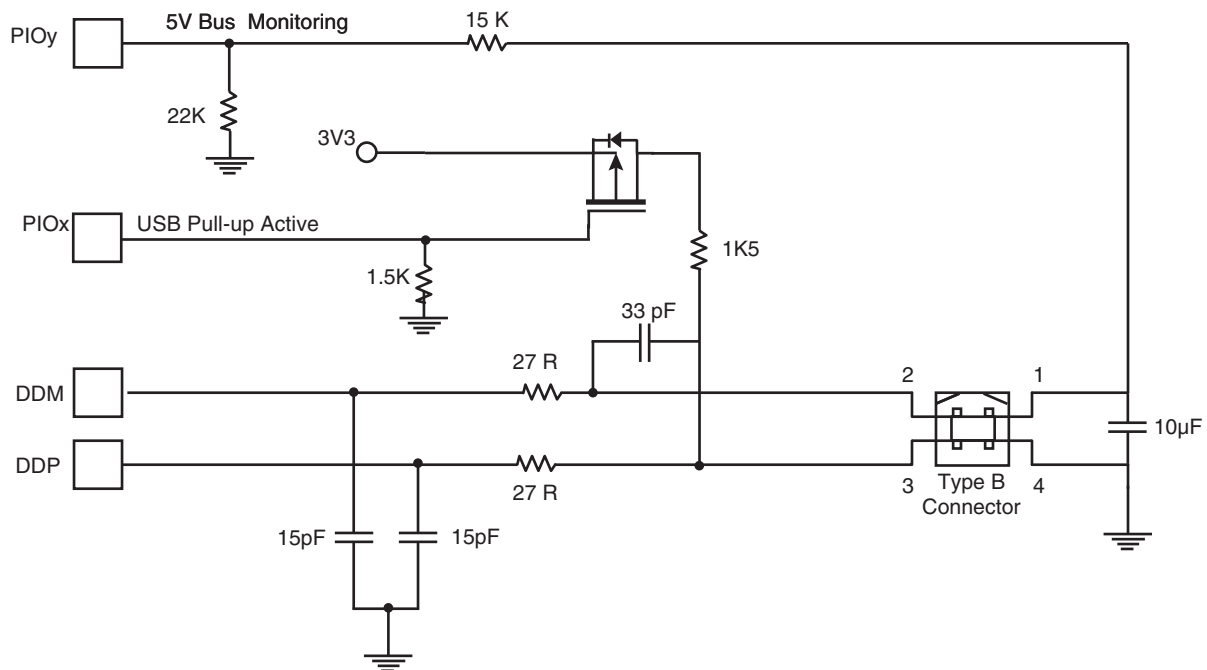 PIOy
5V Bus Monitoring
15 K
22K
3V3
PIOx
USB Pull-up Active
1K5
1.5K
33 pF
27 R
DDM
2
1
10µF
DDP
27 R
3
Type B
Connector
4
15pF
15pF